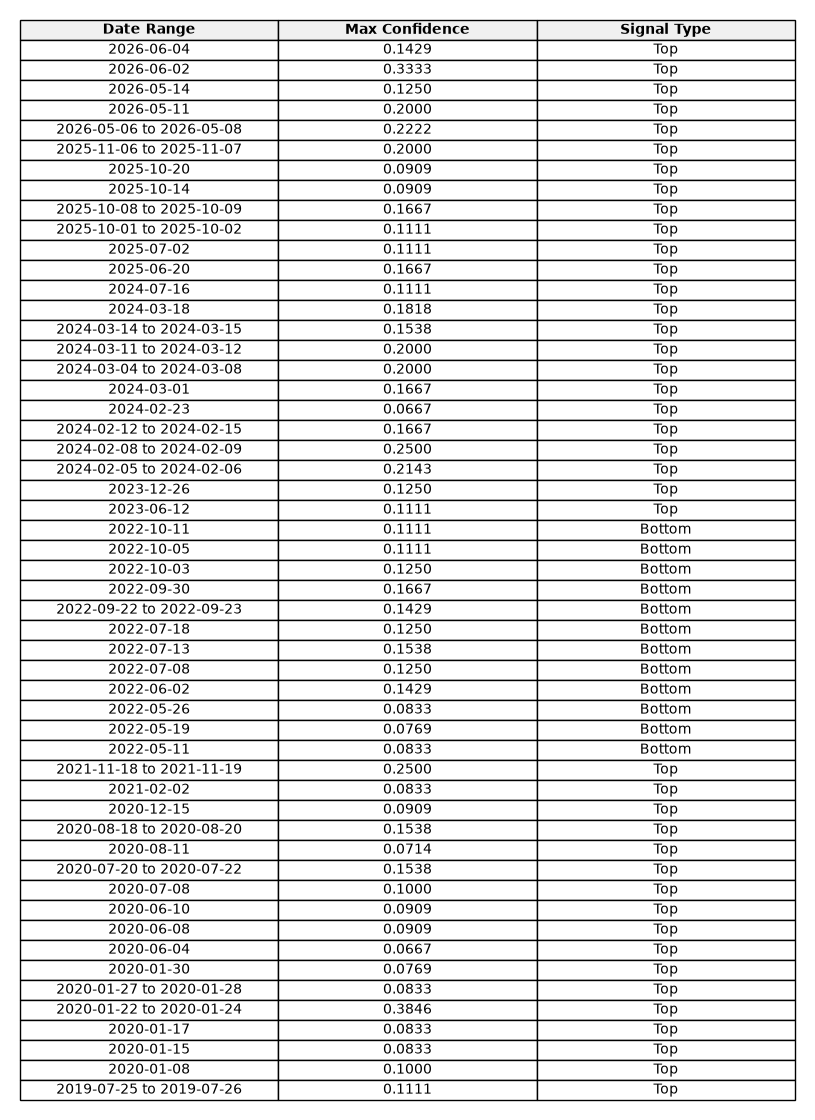 Date Range Max Confidence Signal Type
2026-06-04 0.1429 Top
2026-06-02 0.3333 Top
2026-05-14 0.1250 Top
2026-05-11 0.2000 Top
2026-05-06 to 2026-05-08 0.2222 Top
2025-11-06 to 2025-11-07 0.2000 Top
2025-10-20 0.0909 Top
2025-10-14 0.0909 Top
2025-10-08 to 2025-10-09 0.1667 Top
2025-10-01 to 2025-10-02 0.1111 Top
2025-07-02 0.1111 Top
2025-06-20 0.1667 Top
2024-07-16 0.1111 Top
2024-03-18 0.1818 Top
2024-03-14 to 2024-03-15 0.1538 Top
2024-03-11 to 2024-03-12 0.2000 Top
2024-03-04 to 2024-03-08 0.2000 Top
2024-03-01 0.1667 Top
2024-02-23 0.0667 Top
2024-02-12 to 2024-02-15 0.1667 Top
2024-02-08 to 2024-02-09 0.2500 Top
2024-02-05 to 2024-02-06 0.2143 Top
2023-12-26 0.1250 Top
2023-06-12 0.1111 Top
2022-10-11 0.1111 Bottom
2022-10-05 0.1111 Bottom
2022-10-03 0.1250 Bottom
2022-09-30 0.1667 Bottom
2022-09-22 to 2022-09-23 0.1429 Bottom
2022-07-18 0.1250 Bottom
2022-07-13 0.1538 Bottom
2022-07-08 0.1250 Bottom
2022-06-02 0.1429 Bottom
2022-05-26 0.0833 Bottom
2022-05-19 0.0769 Bottom
2022-05-11 0.0833 Bottom
2021-11-18 to 2021-11-19 0.2500 Top
2021-02-02 0.0833 Top
2020-12-15 0.0909 Top
2020-08-18 to 2020-08-20 0.1538 Top
2020-08-11 0.0714 Top
2020-07-20 to 2020-07-22 0.1538 Top
2020-07-08 0.1000 Top
2020-06-10 0.0909 Top
2020-06-08 0.0909 Top
2020-06-04 0.0667 Top
2020-01-30 0.0769 Top
2020-01-27 to 2020-01-28 0.0833 Top
2020-01-22 to 2020-01-24 0.3846 Top
2020-01-17 0.0833 Top
2020-01-15 0.0833 Top
2020-01-08 0.1000 Top
2019-07-25 to 2019-07-26 0.1111 Top